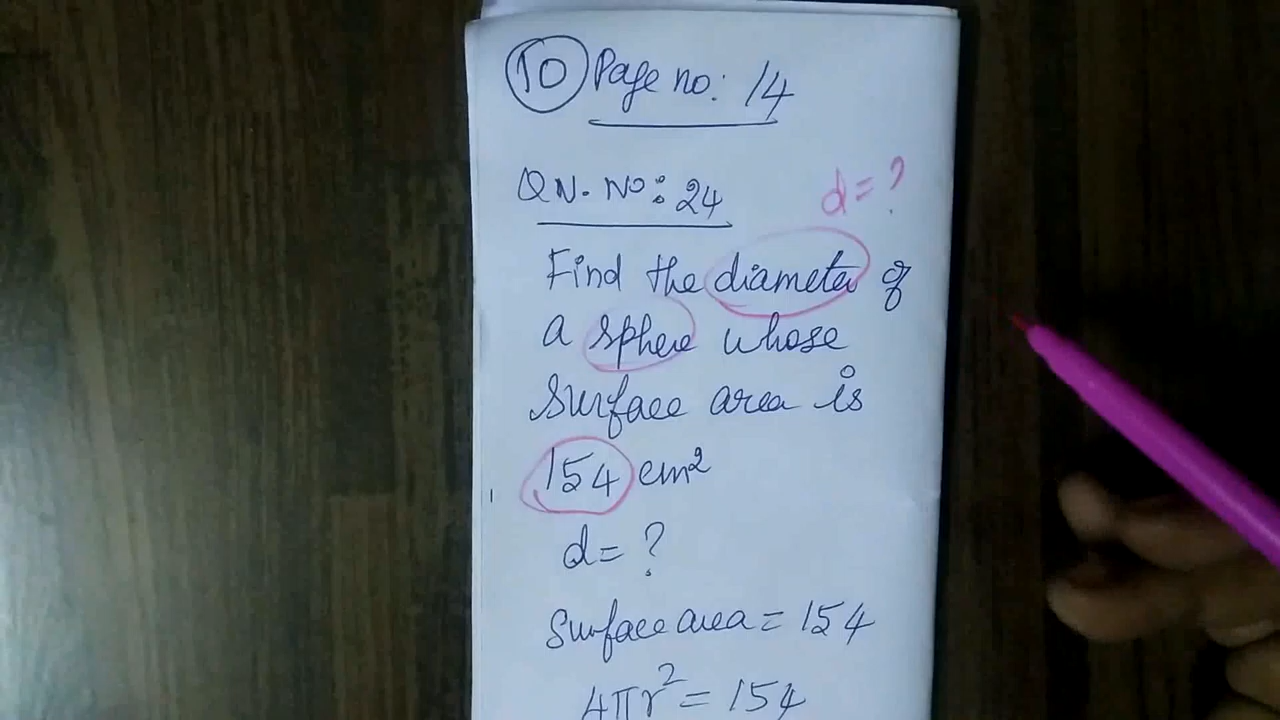 10 Page no: 14
QN. No: 24
d = ?
Find the diameter of
a sphere whose
surface area is
154 cm²
d = ?
Surface area = 154
4πr² = 154